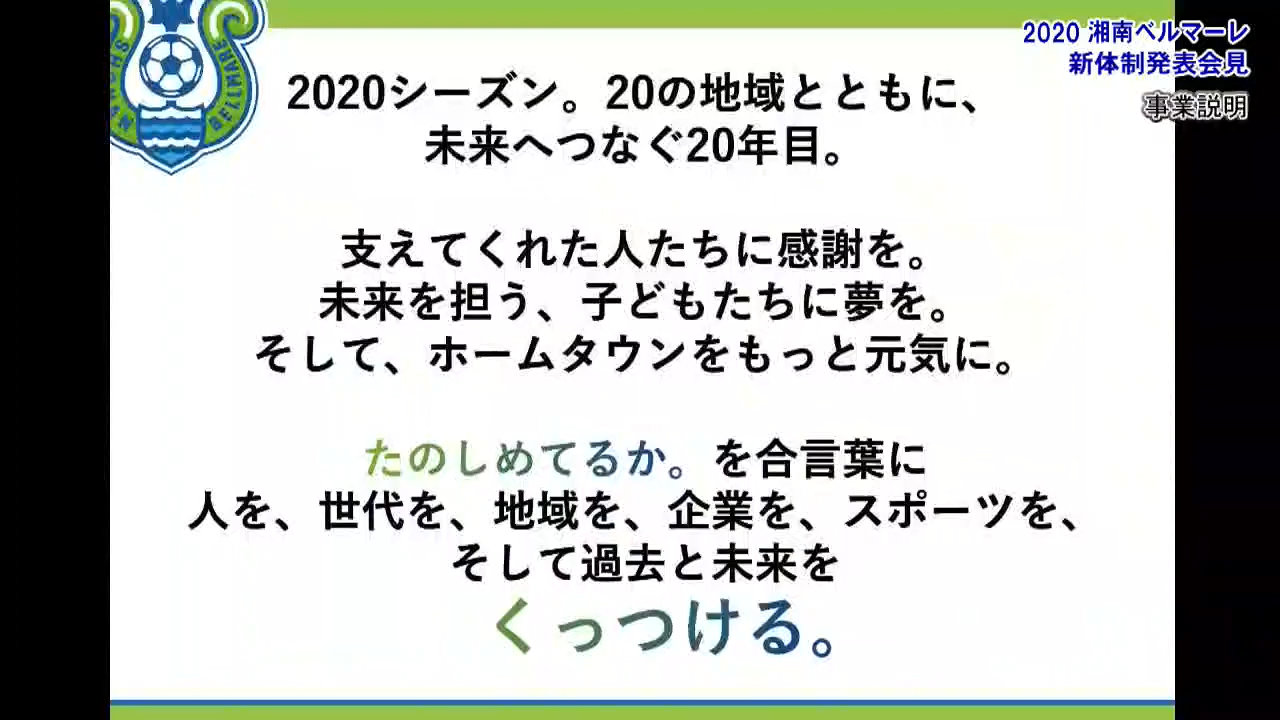 2020 湘南ベルマーレ
新体制発表会見
事業説明
2020シーズン。20の地域とともに、
未来へつなぐ20年目。
支えてくれた人たちに感謝を。
未来を担う、子どもたちに夢を。
そして、ホームタウンをもっと元気に。
たのしめてるか。を合言葉に
人を、世代を、地域を、企業を、スポーツを、
そして過去と未来を
くっつける。